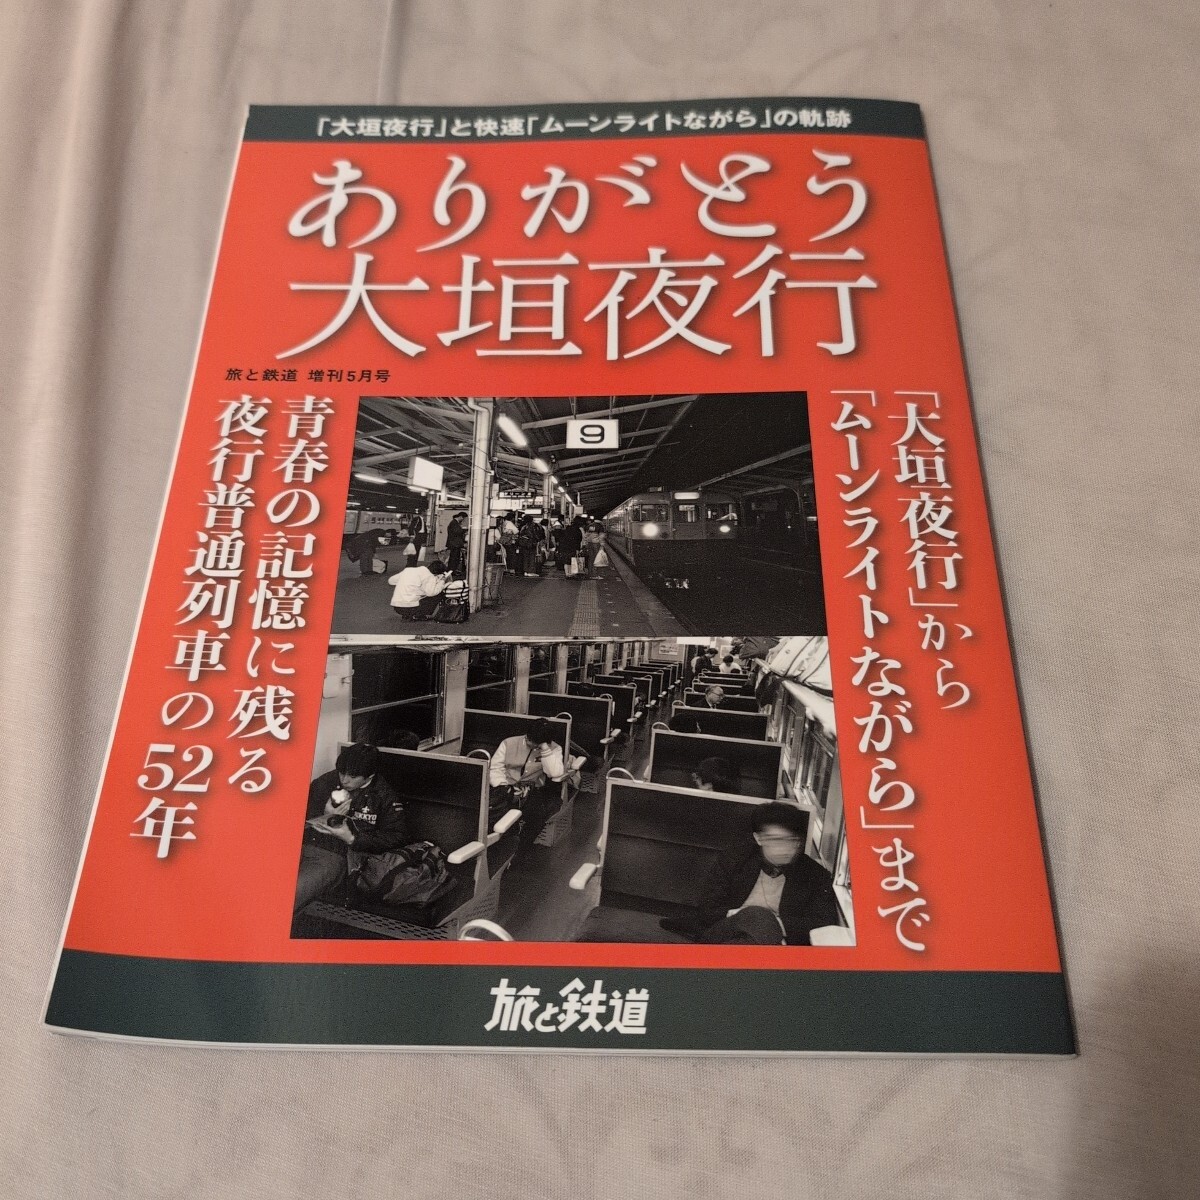 「大垣夜行」と快速「ムーンライトながら」の軌跡
ありがとう
大垣夜行
旅と鉄道 増刊5月号
「大垣夜行」から
「ムーンライトながら」まで
青春の記憶に残る
夜行普通列車の52年
9
旅と鉄道